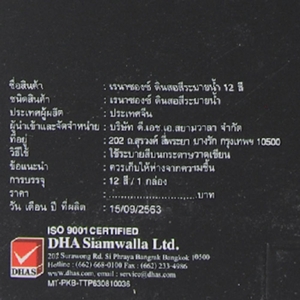 ชื่อสินค้า : เรนาซองซ์ ดินสอสีระบายน้ำ 12 สี
ชนิดสินค้า : เรนาซองซ์ ดินสอสีระบายน้ำ
ประเทศผู้ผลิต : ประเทศจีน
ผู้นำเข้าและจัดจำหน่าย : บริษัท ดี.เอช.เอ.สยามวาลา จำกัด
ที่อยู่ : 202 ถ.สุรวงศ์ สี่พระยา บางรัก กรุงเทพฯ 10500
วิธีใช้ : ใช้ระบายสีบนกระดาษวาดเขียน
ข้อแนะนำ : ควรเก็บให้ห่างจากความชื้น
การบรรจุ : 12 สี/1 กล่อง
ราคา :....................บาท
วัน เดือน ปี ที่ผลิต : 15/09/2563
ISO 9001 CERTIFIED
DHA Siamwalla Ltd.
202 Surawong Rd. Si Phraya Bangrak Bangkok 10500
Hotline : (662) 668-0100 Fax : (662) 233-4986
www.dhas.com email : service@dhas.com
DHAS
MT-PKB-TTP630810036